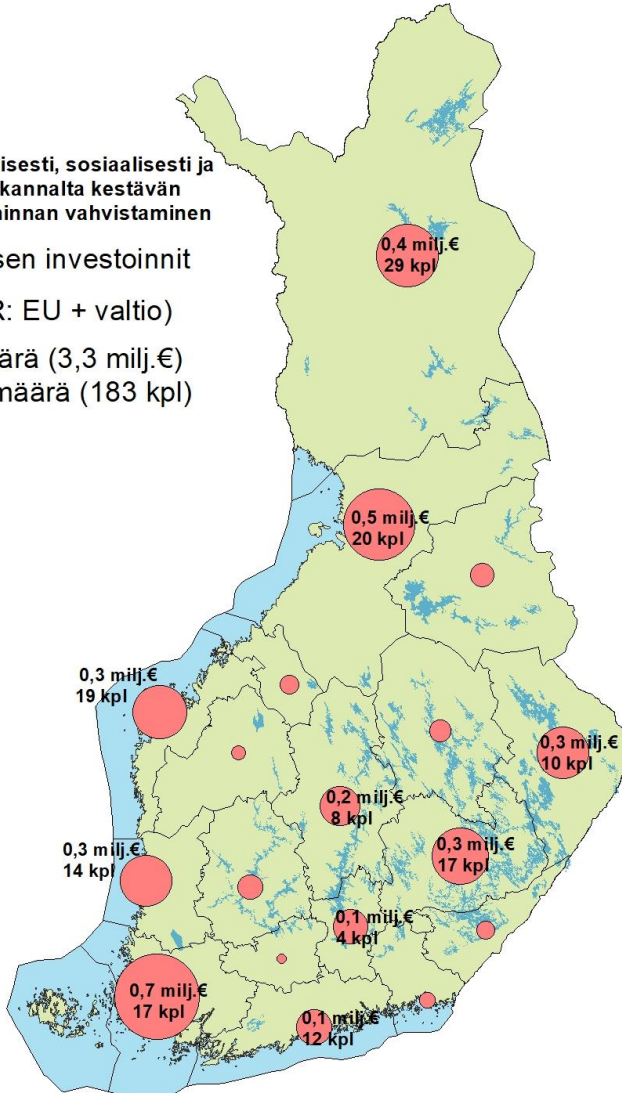 isesti, sosiaalisesti ja
kannalta kestävän
innan vahvistaminen
sen investoinnit
R: EU + valtio)
ärä (3,3 milj.€)
määrä (183 kpl)
0,4 milj.€
29 kpl
0,5 milj.€
20 kpl
0,3 milj.€
19 kpl
0,3 milj.€
10 kpl
0,2 milj.€
8 kpl
0,3 milj.€
17 kpl
0,3 milj.€
14 kpl
0,1 milj.€
4 kpl
0,7 milj.€
17 kpl
0,1 milj.€
12 kpl